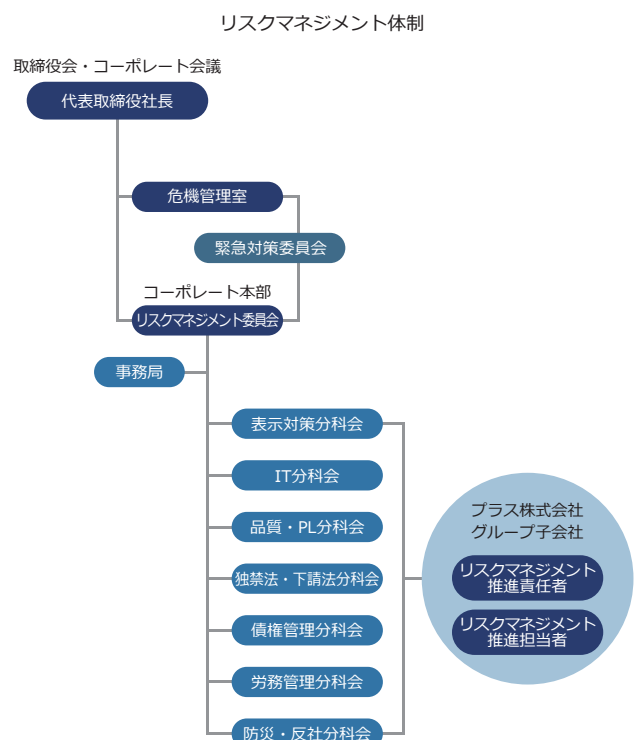 リスクマネジメント体制
取締役会・コーポレート会議
代表取締役社長
危機管理室
緊急対策委員会
コーポレート本部
リスクマネジメント委員会
事務局
表示対策分科会
IT分科会
品質・PL分科会
独禁法・下請法分科会
債権管理分科会
労務管理分科会
防災・反社分科会
プラス株式会社
グループ子会社
リスクマネジメント
推進責任者
リスクマネジメント
推進担当者